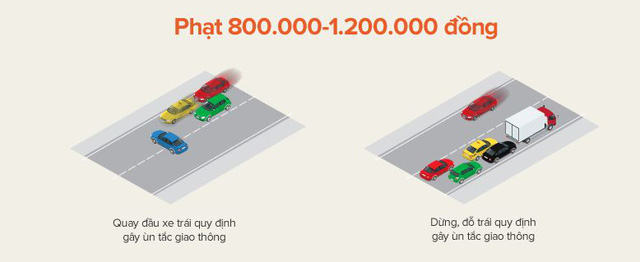 Phạt 800.000-1.200.000 đồng
Quay đầu xe trái quy định
gây ùn tắc giao thông
Dừng, đỗ trái quy định
gây ùn tắc giao thông